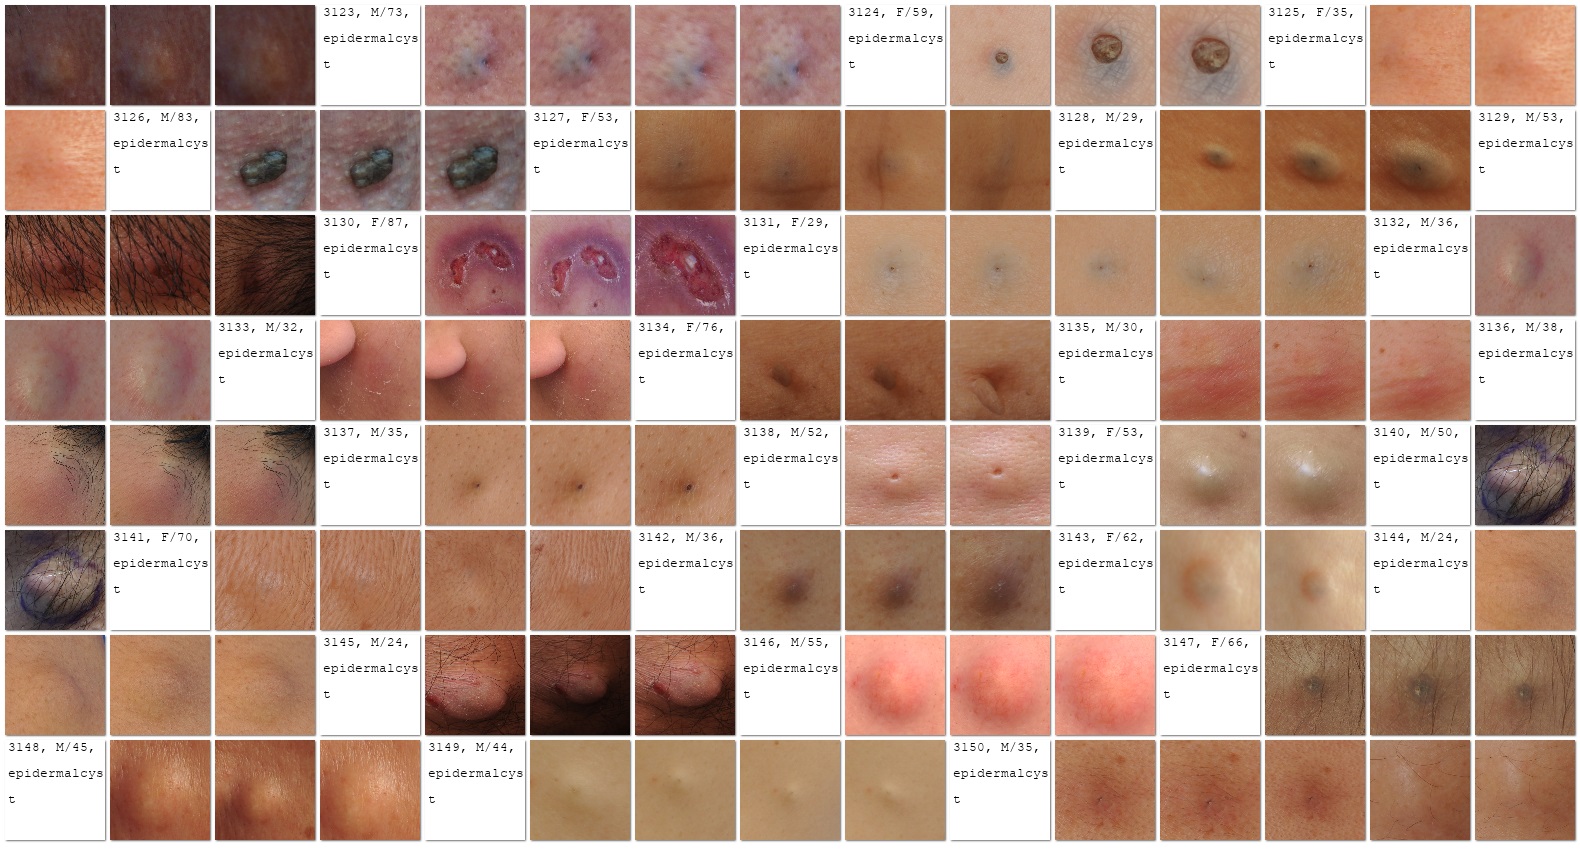 3123, M/73,
epidermalcys
t
3124, F/59,
epidermalcys
t
3125, F/35,
epidermalcys
t
3126, M/83,
epidermalcys
t
3127, F/53,
epidermalcys
t
3128, M/29,
epidermalcys
t
3129, M/53,
epidermalcys
t
3130, F/87,
epidermalcys
t
3131, F/29,
epidermalcys
t
3132, M/36,
epidermalcys
t
3133, M/32,
epidermalcys
t
3134, F/76,
epidermalcys
t
3135, M/30,
epidermalcys
t
3136, M/38,
epidermalcys
t
3137, M/35,
epidermalcys
t
3138, M/52,
epidermalcys
t
3139, F/53,
epidermalcys
t
3140, M/50,
epidermalcys
t
3141, F/70,
epidermalcys
t
3142, M/36,
epidermalcys
t
3143, F/62,
epidermalcys
t
3144, M/24,
epidermalcys
t
3145, M/24,
epidermalcys
t
3146, M/55,
epidermalcys
t
3147, F/66,
epidermalcys
t
3148, M/45,
epidermalcys
t
3149, M/44,
epidermalcys
t
3150, M/35,
epidermalcys
t